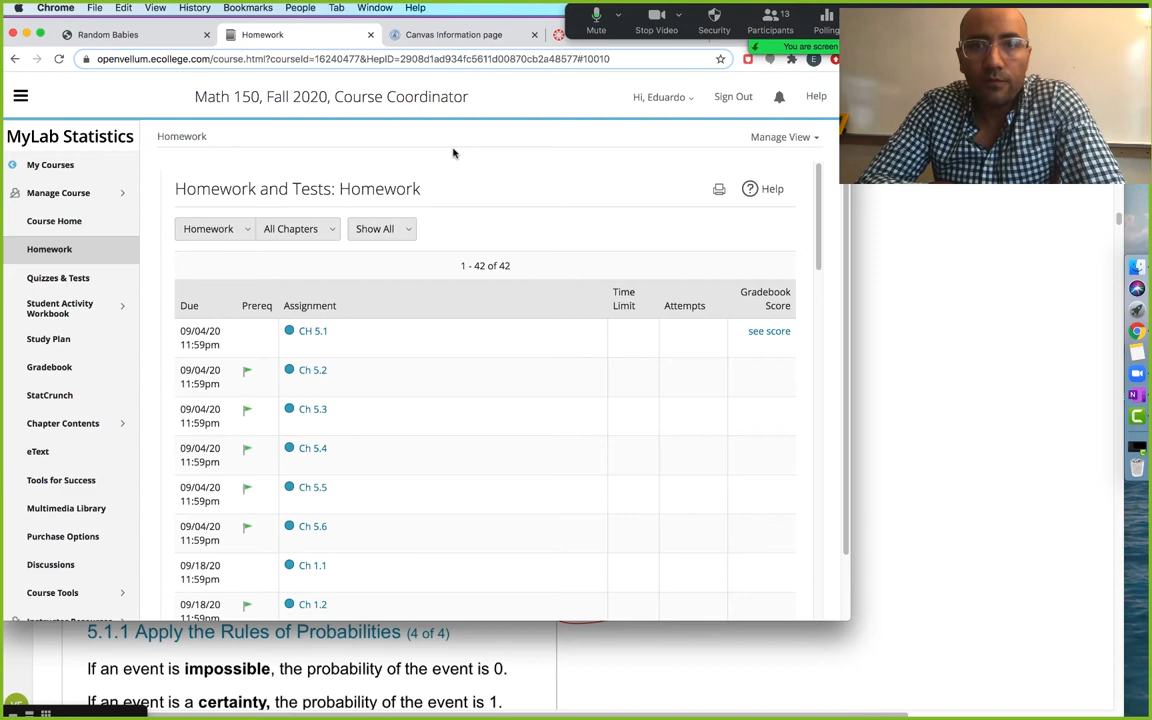 Chrome File Edit View History Bookmarks People Tab Window Help
Random Babies
Homework
Canvas Information page
Mute
Stop Video
Security
13
Participants
Polling
You are screen
openvellum.ecollege.com/course.html?courseId=16240477&HepID=2908d1ad934fc5611d00870cb2a48577#10010
E
Math 150, Fall 2020, Course Coordinator
Hi, Eduardo
Sign Out
Help
MyLab Statistics
Homework
Manage View
My Courses
Manage Course
Course Home
Homework
Quizzes & Tests
Student Activity
Workbook
Study Plan
Gradebook
StatCrunch
Chapter Contents
eText
Tools for Success
Multimedia Library
Purchase Options
Discussions
Course Tools
Homework and Tests: Homework
Help
Homework
All Chapters
Show All
1 - 42 of 42
Due
Prereq
Assignment
Time
Limit
Attempts
Gradebook
Score
09/04/20
11:59pm
CH 5.1
see score
09/04/20
11:59pm
Ch 5.2
09/04/20
11:59pm
Ch 5.3
09/04/20
11:59pm
Ch 5.4
09/04/20
11:59pm
Ch 5.5
09/04/20
11:59pm
Ch 5.6
09/18/20
11:59pm
Ch 1.1
09/18/20
11:59pm
Ch 1.2
5.1.1 Apply the Rules of Probabilities (4 of 4)
If an event is impossible, the probability of the event is 0.
If an event is a certainty, the probability of the event is 1.